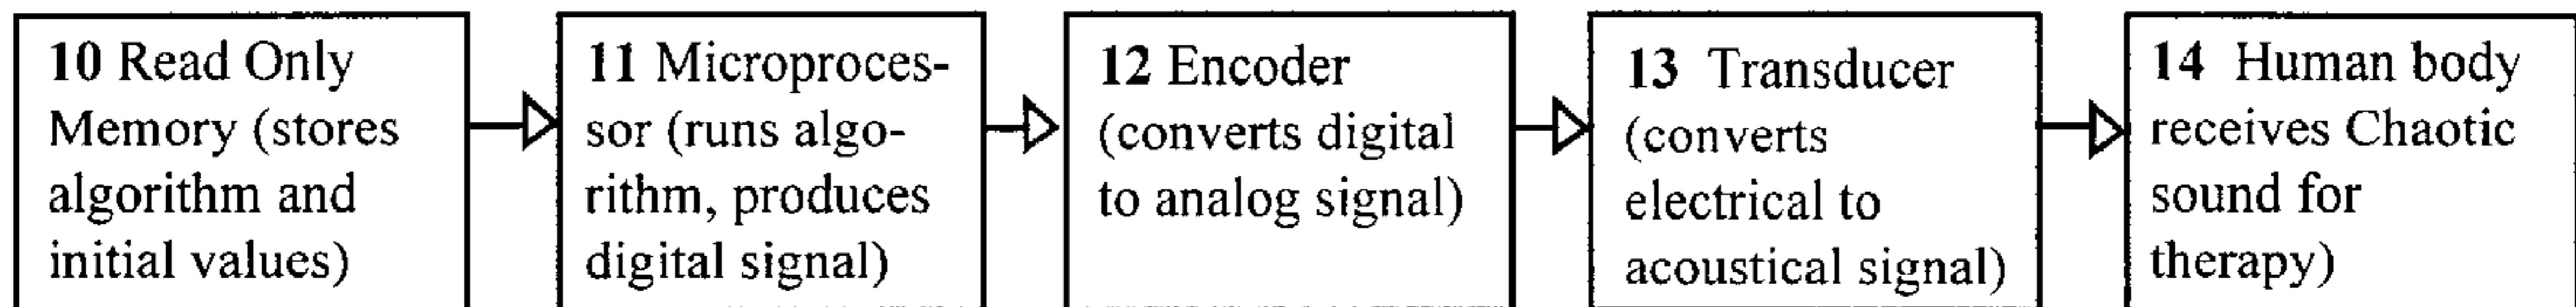 10 Read Only
Memory (stores
algorithm and
initial values)
11 Microproces-
sor (runs algo-
rithm, produces
digital signal)
12 Encoder
(converts digital
to analog signal)
13 Transducer
(converts
electrical to
acoustical signal)
14 Human body
receives Chaotic
sound for
therapy)